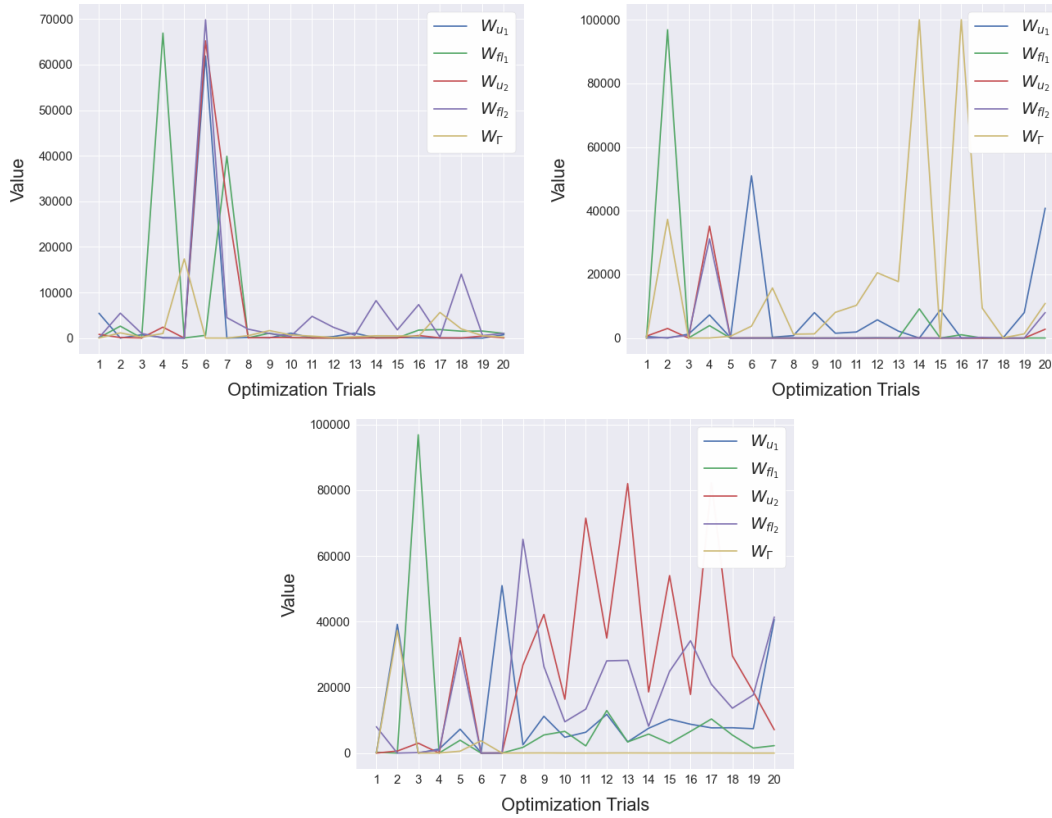 70000
60000
50000
40000
30000
20000
10000
0
Value
1 2 3 4 5 6 7 8 9 10 11 12 13 14 15 16 17 18 19 20
Optimization Trials
W_{u_1}
W_{fl_1}
W_{u_2}
W_{fl_2}
W_Γ
100000
80000
60000
40000
20000
0
Value
1 2 3 4 5 6 7 8 9 10 11 12 13 14 15 16 17 18 19 20
Optimization Trials
W_{u_1}
W_{fl_1}
W_{u_2}
W_{fl_2}
W_Γ
100000
80000
60000
40000
20000
0
Value
1 2 3 4 5 6 7 8 9 10 11 12 13 14 15 16 17 18 19 20
Optimization Trials
W_{u_1}
W_{fl_1}
W_{u_2}
W_{fl_2}
W_Γ